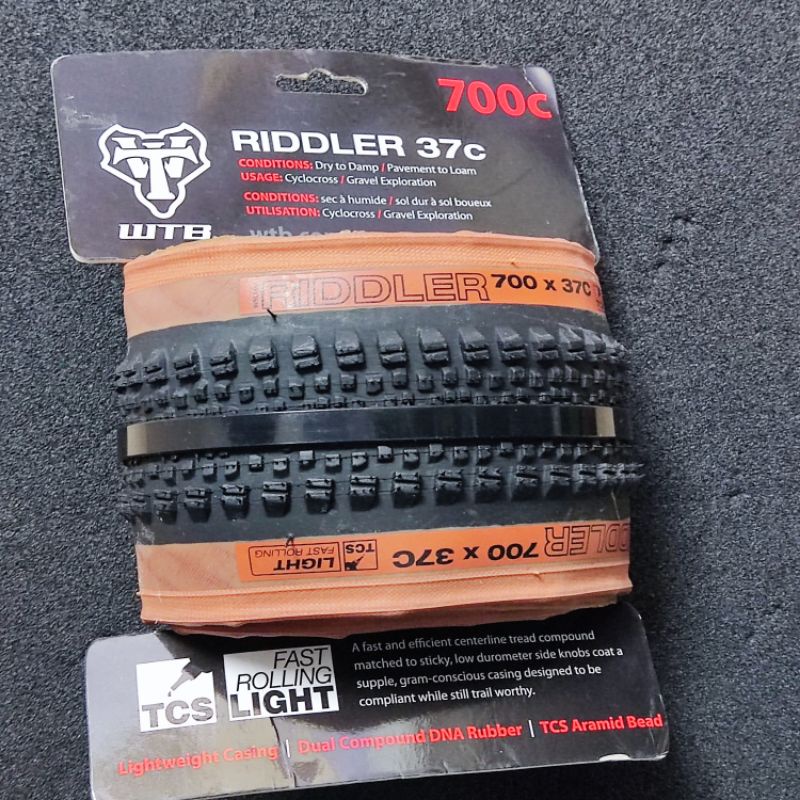 700c
WTB
RIDDLER 37c
CONDITIONS: Dry to Damp / Pavement to Loam
USAGE: Cyclocross / Gravel Exploration
CONDITIONS: sec à humide / sol dur à sol boueux
UTILISATION: Cyclocross / Gravel Exploration
RIDDLER 700 x 37C
RIDDLER 700 x 37C
TCS LIGHT
FAST ROLLING
TCS
FAST
ROLLING
LIGHT
A fast and efficient centerline tread compound
matched to sticky, low durometer side knobs coat a
supple, gram-conscious casing designed to be
compliant while still trail worthy.
Lightweight Casing | Dual Compound DNA Rubber | TCS Aramid Bead